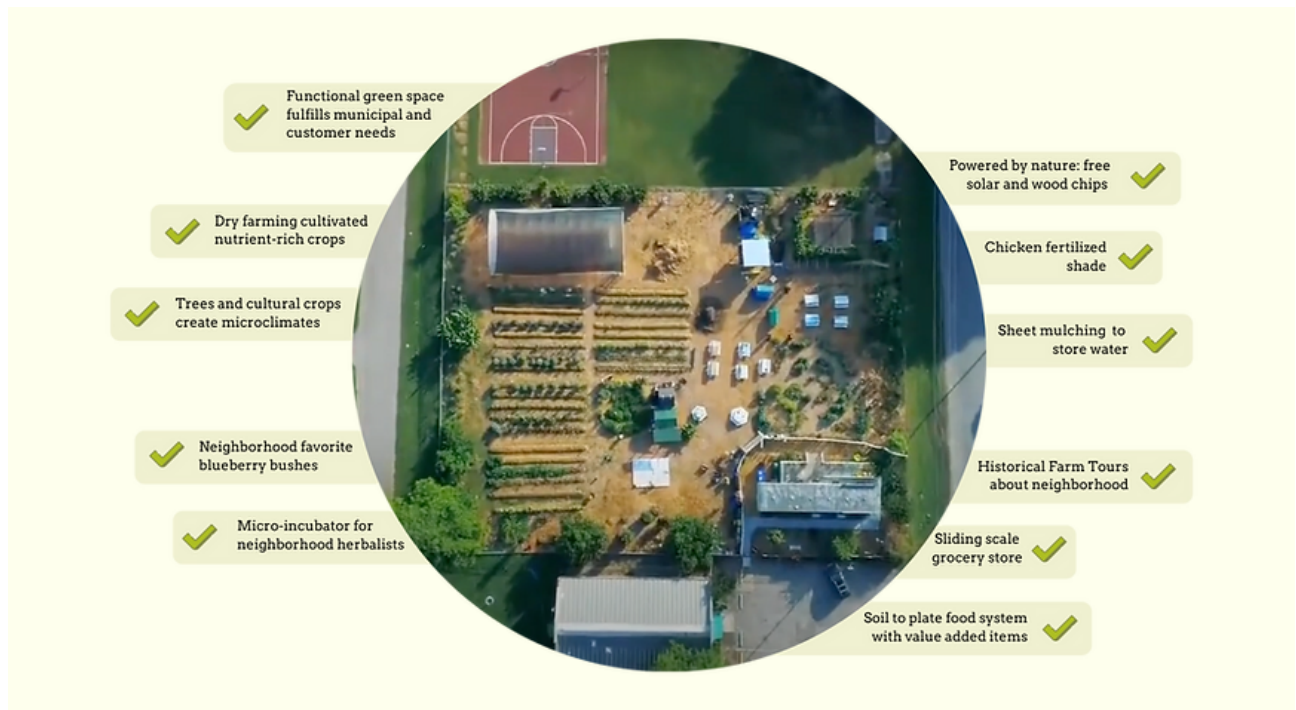 Functional green space
fulfills municipal and
customer needs
Dry farming cultivated
nutrient-rich crops
Trees and cultural crops
create microclimates
Neighborhood favorite
blueberry bushes
Micro-incubator for
neighborhood herbalists
Powered by nature: free
solar and wood chips
Chicken fertilized
shade
Sheet mulching to
store water
Historical Farm Tours
about neighborhood
Sliding scale
grocery store
Soil to plate food system
with value added items